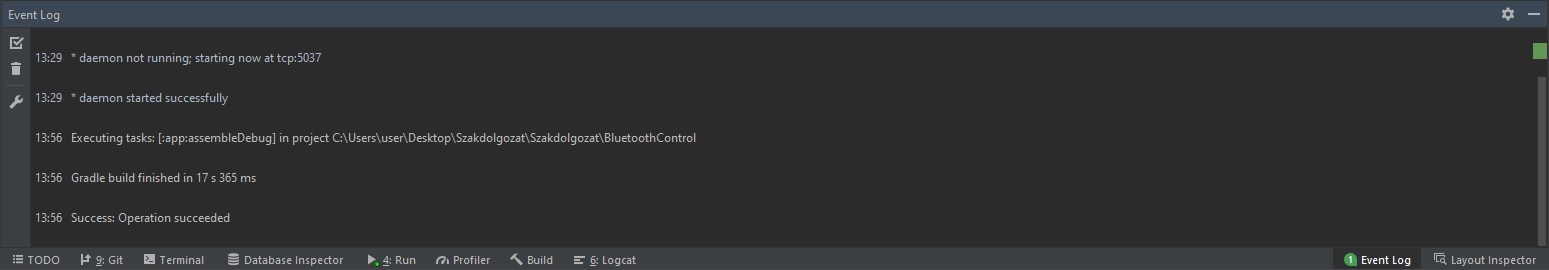 Event Log
13:29 * daemon not running; starting now at tcp:5037
13:29 * daemon started successfully
13:56 Executing tasks: [:app:assembleDebug] in project C:\Users\user\Desktop\Szakdolgozat\Szakdolgozat\BluetoothControl
13:56 Gradle build finished in 17 s 365 ms
13:56 Success: Operation succeeded
TODO 9: Git Terminal Database Inspector 4: Run Profiler Build 6: Logcat 1 Event Log Layout Inspector